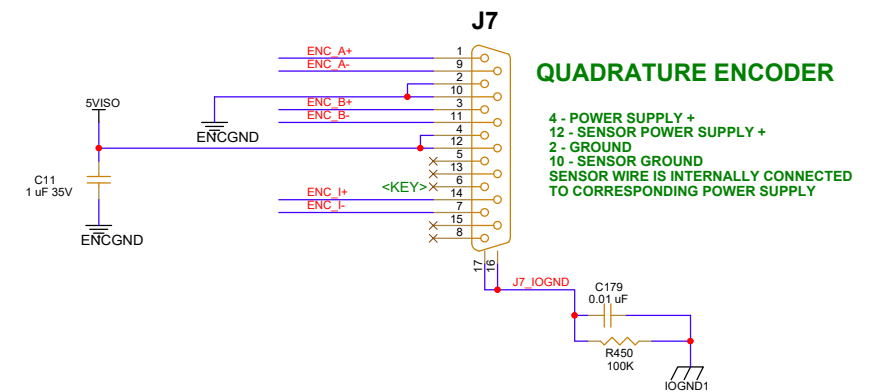 J7
QUADRATURE ENCODER
4 - POWER SUPPLY +
12 - SENSOR POWER SUPPLY +
2 - GROUND
10 - SENSOR GROUND
SENSOR WIRE IS INTERNALLY CONNECTED
TO CORRESPONDING POWER SUPPLY
ENC_A+
1
ENC_A-
9
2
10
ENC_B+
3
ENC_B-
11
4
12
5
13
<KEY>
6
ENC_I+
14
ENC_I-
7
15
8
17
16
5VISO
ENCGND
C11
1 uF 35V
ENCGND
J7_IOGND
C179
0.01 uF
R450
100K
IOGND1